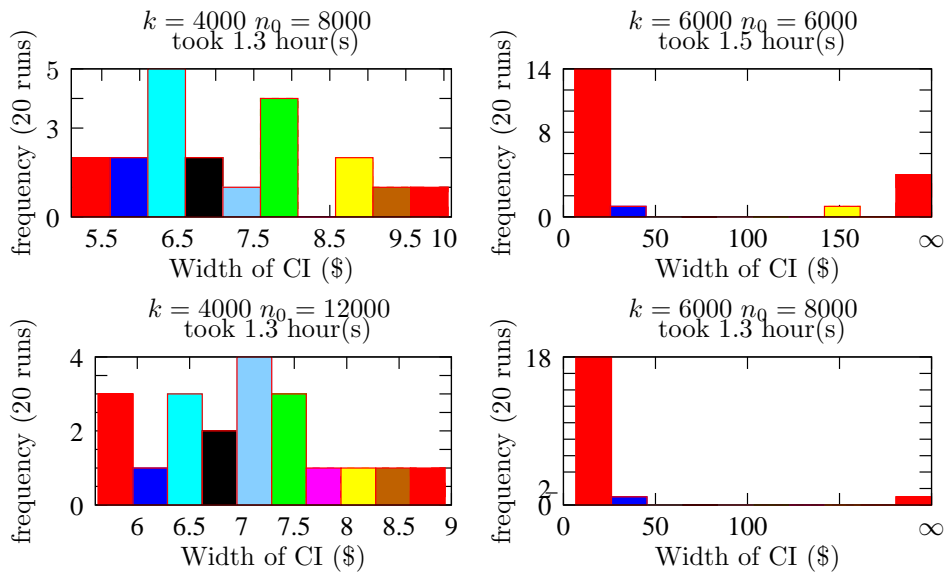 k = 4000 n₀ = 8000
took 1.3 hour(s)
frequency (20 runs)
5
3
0
5.5 6.5 7.5 8.5 9.5 10
Width of CI ($)
k = 6000 n₀ = 6000
took 1.5 hour(s)
frequency (20 runs)
14
8
4
0
0 50 100 150 ∞
Width of CI ($)
k = 4000 n₀ = 12000
took 1.3 hour(s)
frequency (20 runs)
4
2
0
6 6.5 7 7.5 8 8.5 9
Width of CI ($)
k = 6000 n₀ = 8000
took 1.3 hour(s)
frequency (20 runs)
18
2
0
0 50 100 150 ∞
Width of CI ($)